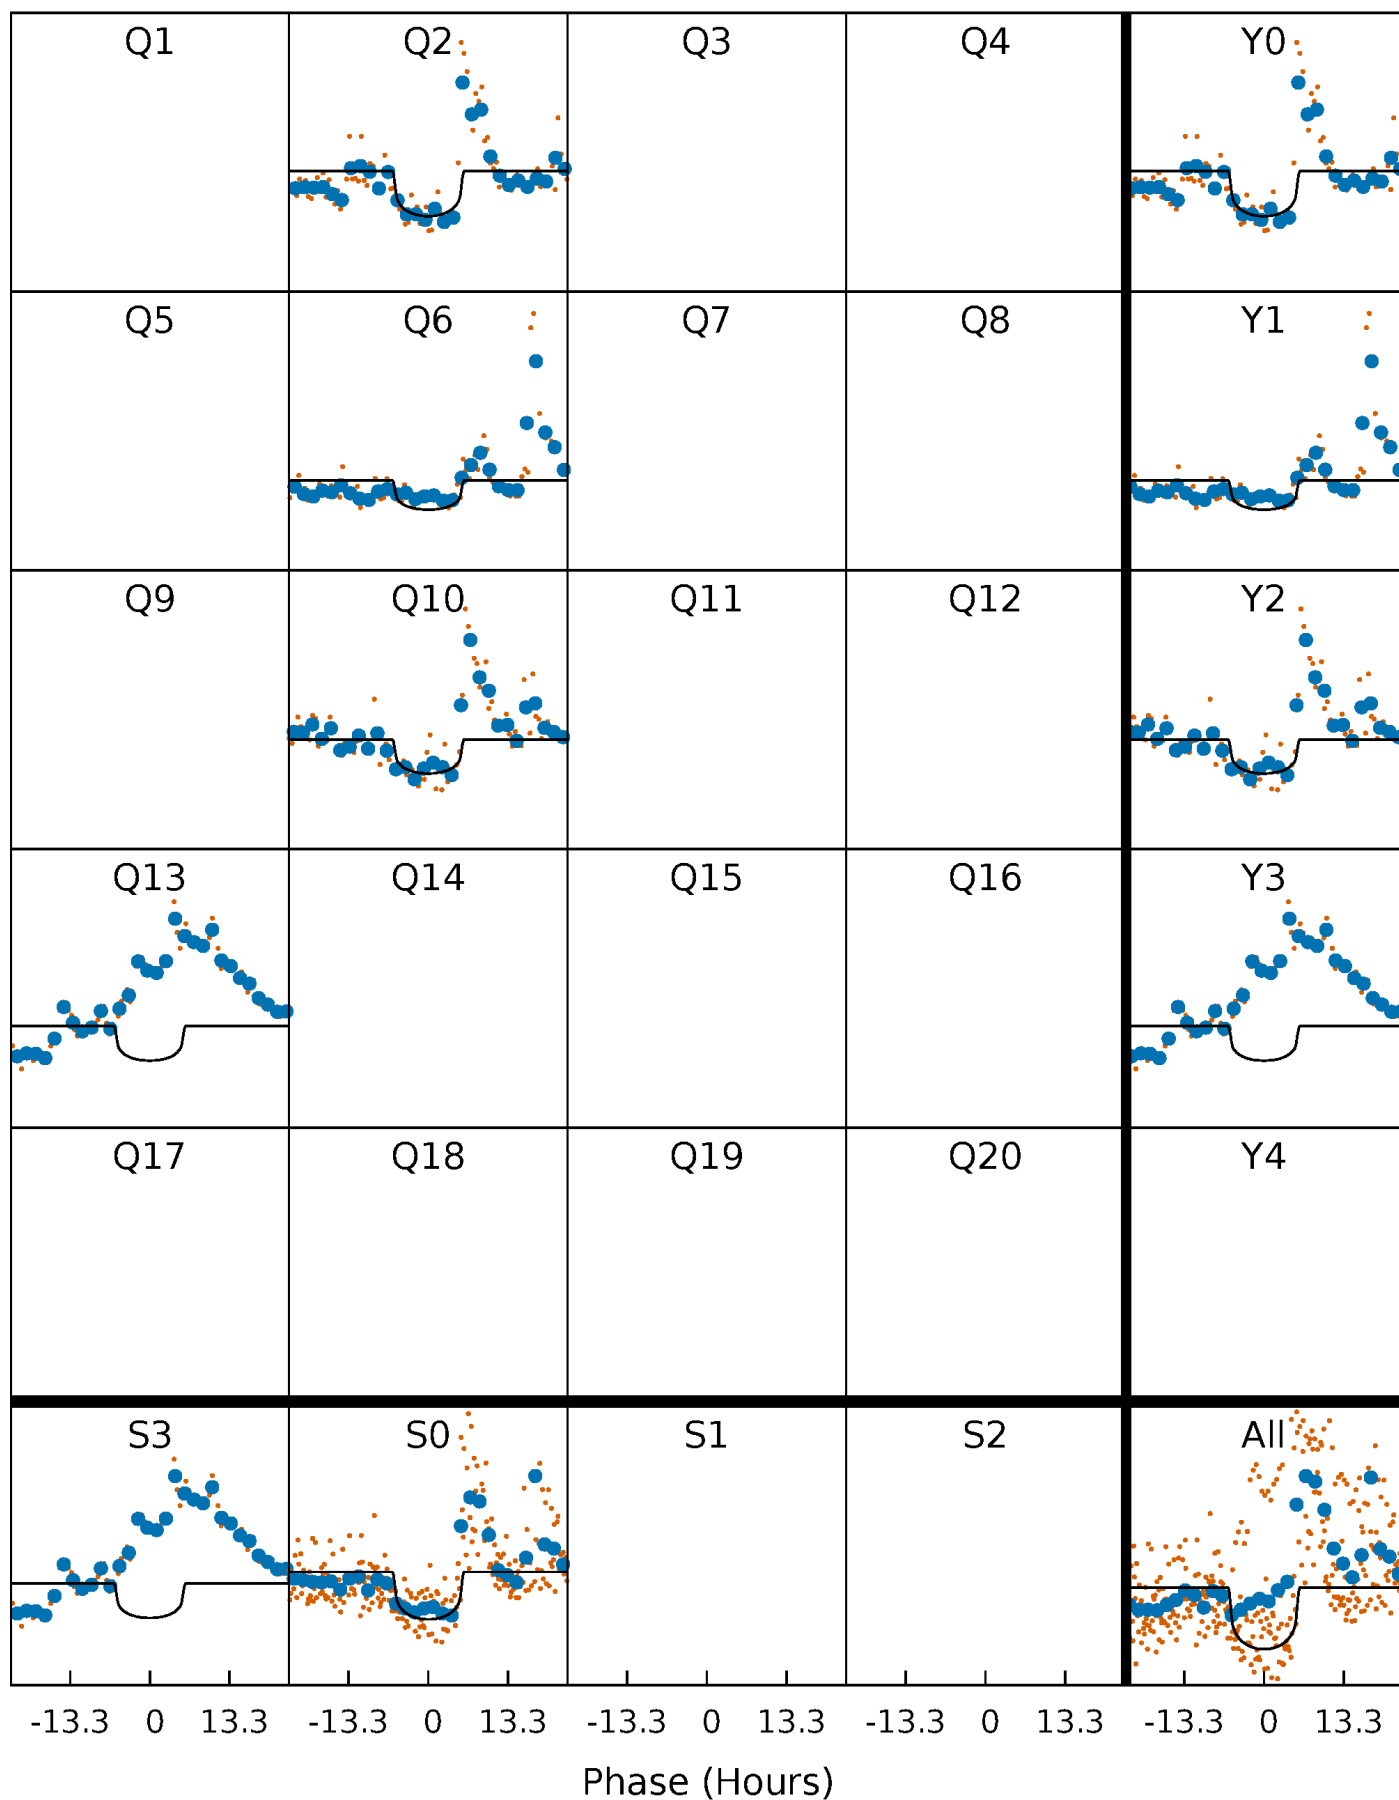 Q1 Q2 Q3 Q4 Y0
Q5 Q6 Q7 Q8 Y1
Q9 Q10 Q11 Q12 Y2
Q13 Q14 Q15 Q16 Y3
Q17 Q18 Q19 Q20 Y4
S3 S0 S1 S2 All
-13.3 0 13.3 -13.3 0 13.3 -13.3 0 13.3 -13.3 0 13.3 -13.3 0 13.3
Phase (Hours)